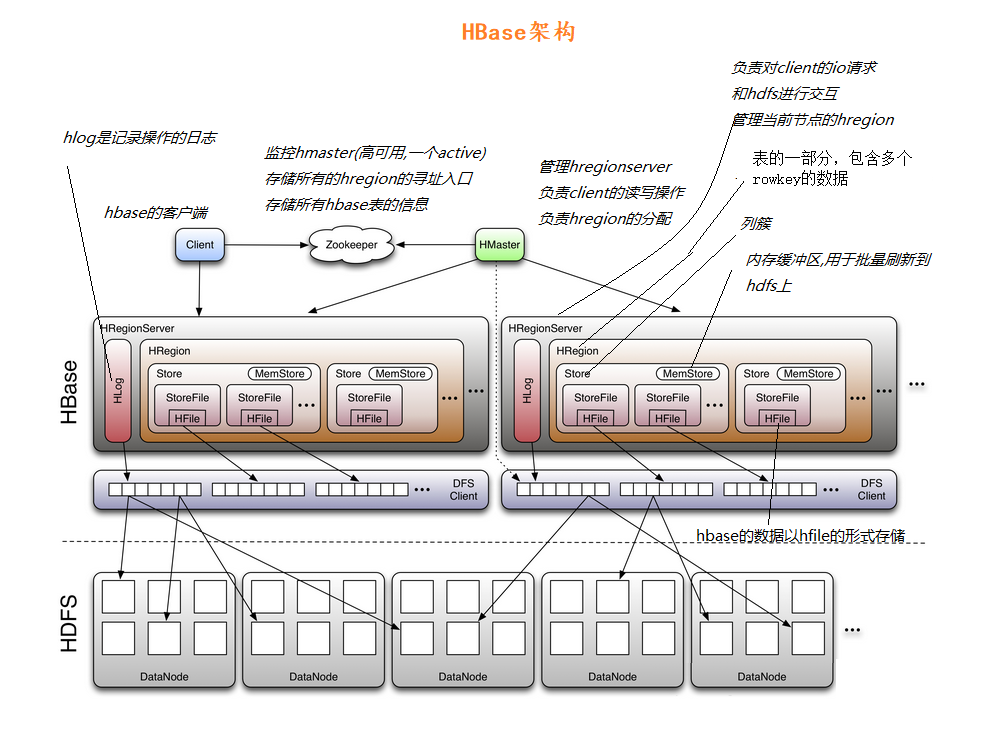 HBase架构
负责对client的io请求
和hdfs进行交互
管理当前节点的hregion
hlog是记录操作的日志
监控hmaster(高可用,一个active)
存储所有的hregion的寻址入口
存储所有hbase表的信息
管理hregionserver
负责client的读写操作
负责hregion的分配
表的一部分，包含多个
rowkey的数据
hbase的客户端
列簇
内存缓冲区,用于批量刷新到
hdfs上
Client
Zookeeper
HMaster
HBase
HRegionServer
HLog
HRegion
Store
MemStore
StoreFile
HFile
StoreFile
HFile
...
Store
MemStore
StoreFile
HFile
...
...
HRegionServer
HLog
HRegion
Store
MemStore
StoreFile
HFile
StoreFile
HFile
...
Store
MemStore
StoreFile
HFile
...
...
...
...
DFS
Client
...
DFS
Client
hbase的数据以hfile的形式存储
HDFS
DataNode
DataNode
DataNode
DataNode
DataNode
...